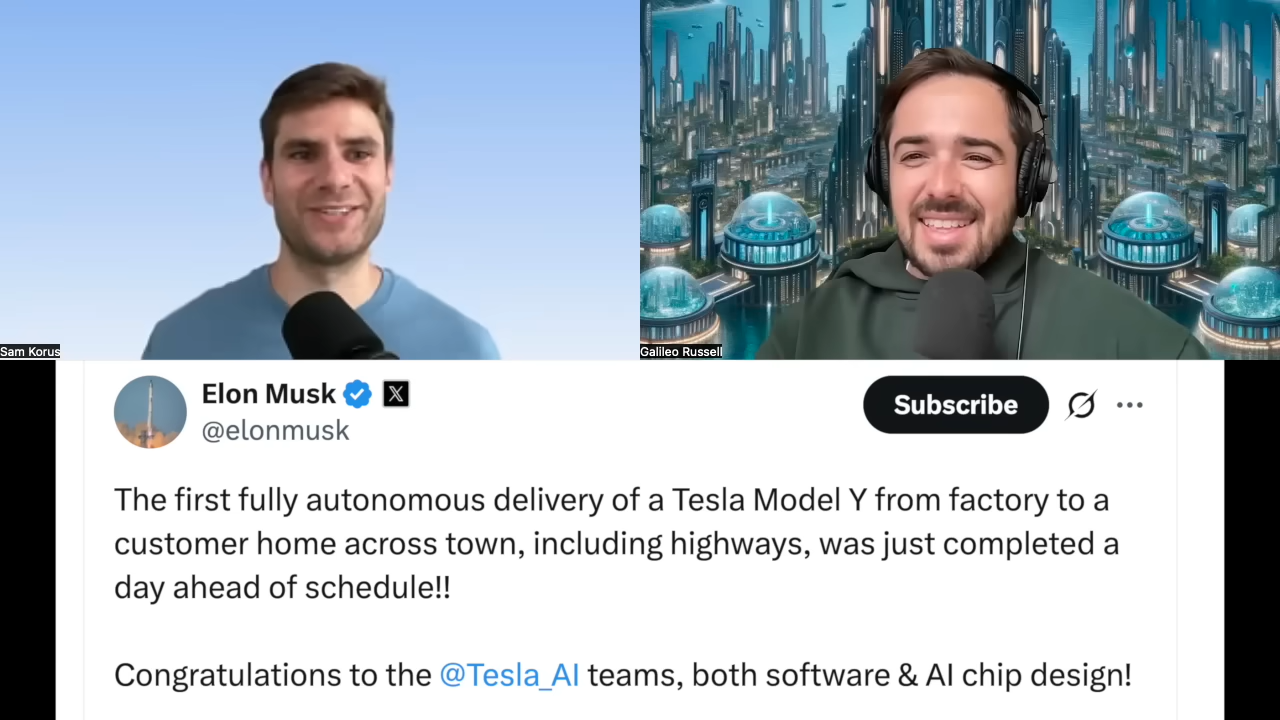 Sam Korus
Galileo Russell
Elon Musk
@elonmusk
Subscribe
The first fully autonomous delivery of a Tesla Model Y from factory to a
customer home across town, including highways, was just completed a
day ahead of schedule!!
Congratulations to the @Tesla_AI teams, both software & AI chip design!